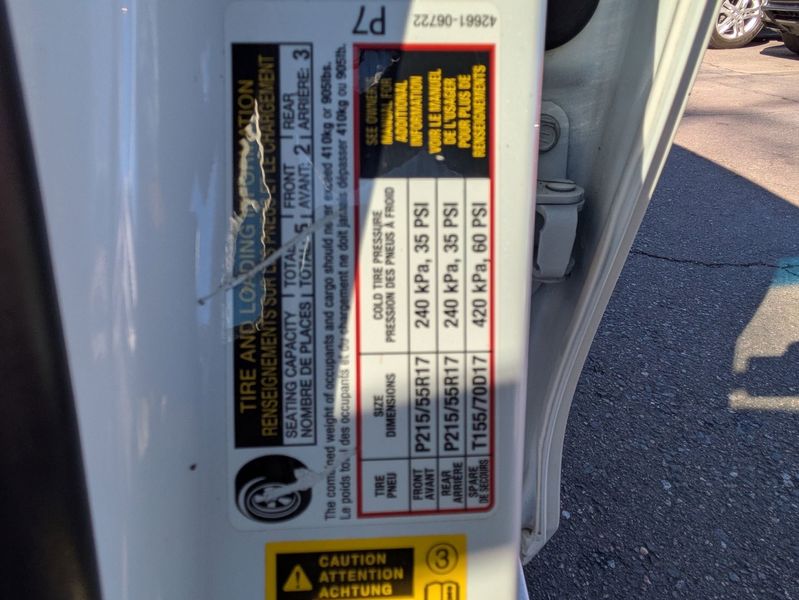 TIRE AND LOADING INFORMATION
RENSEIGNEMENTS SUR LES PNEUS ET LE CHARGEMENT
SEATING CAPACITY TOTAL FRONT REAR
NOMBRE DE PLACES TOTAL 5 AVANT: 2 ARRIÈRE: 3
The combined weight of occupants and cargo should never exceed 410kg or 905lbs.
Le poids total des occupants et du chargement ne doit jamais dépasser 410kg ou 905lb.
TIRE
PNEU
SIZE
DIMENSIONS
COLD TIRE PRESSURE
PRESSION DES PNEUS À FROID
FRONT
AVANT
P215/55R17
240 kPa, 35 PSI
REAR
ARRIÈRE
P215/55R17
240 kPa, 35 PSI
SPARE
DE SECOURS
T155/70D17
420 kPa, 60 PSI
SEE OWNER'S
MANUAL FOR
ADDITIONAL
INFORMATION
VOIR LE MANUEL
DE L'USAGER
POUR PLUS DE
RENSEIGNEMENTS
P7
42661-06722
CAUTION
ATTENTION
ACHTUNG
3